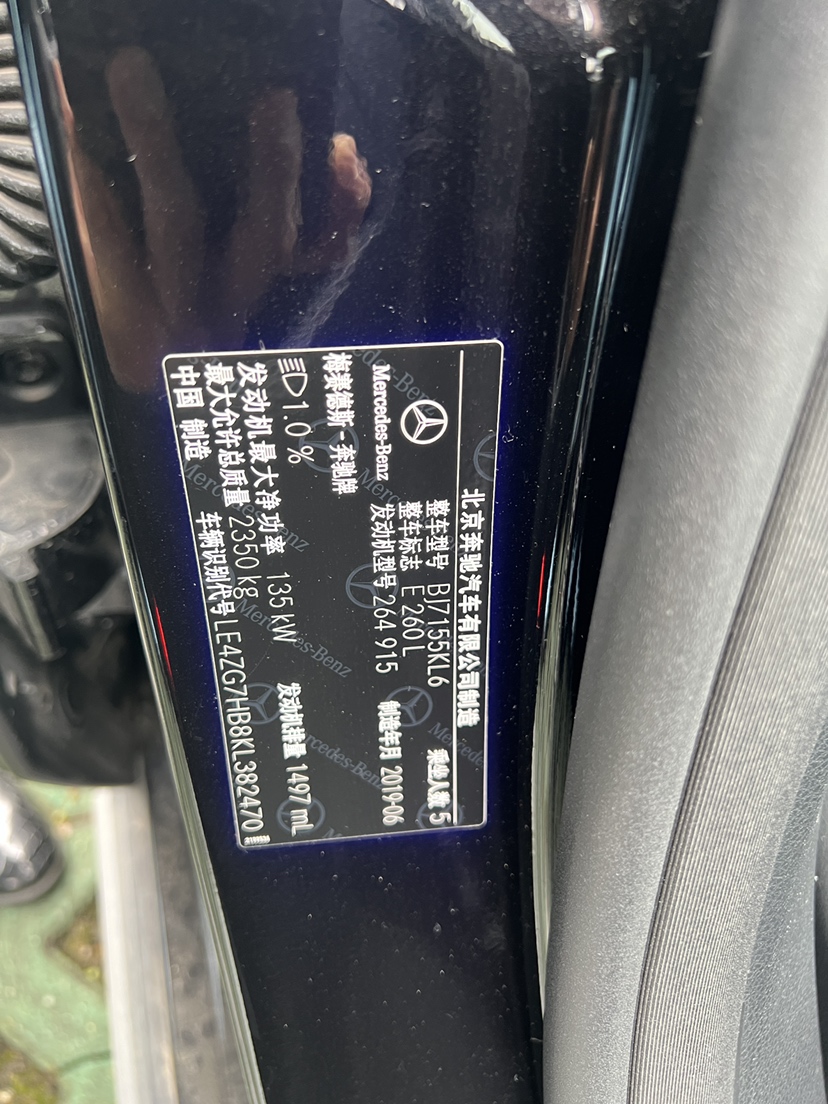 北京奔驰汽车有限公司制造
Mercedes-Benz
整车型号 BJ7155KL6 乘坐人数 5
整车标志 E 260 L
发动机型号 264 915 制造年月 2019-06
梅赛德斯-奔驰牌
1.0 %
发动机最大净功率 135 kW 发动机排量 1497 mL
最大允许总质量 2350 kg
中国 制造 车辆识别代号 LE4ZG7HB8KL382470